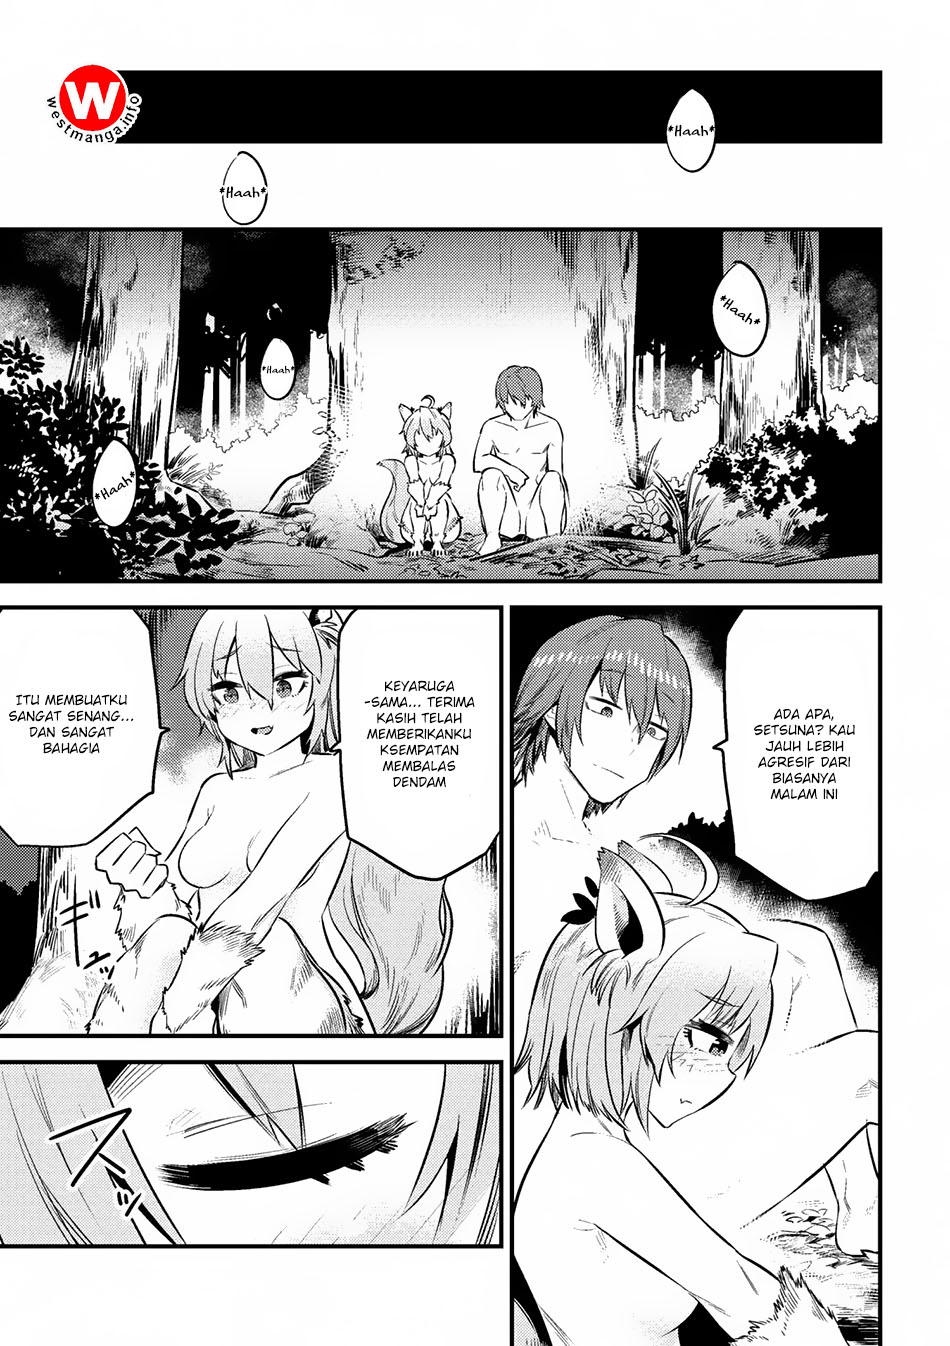 W
westmanga.info
*Haah*
*Haah*
*Haah*
*Haah*
*Haah*
ADA APA,
SETSUNA? KAU
JAUH LEBIH
AGRESIF DARI
BIASANYA
MALAM INI
KEYARUGA
-SAMA... TERIMA
KASIH TELAH
MEMBERIKANKU
KSEMPATAN
MEMBALAS
DENDAM
ITU MEMBUATKU
SANGAT SENANG...
DAN SANGAT
BAHAGIA